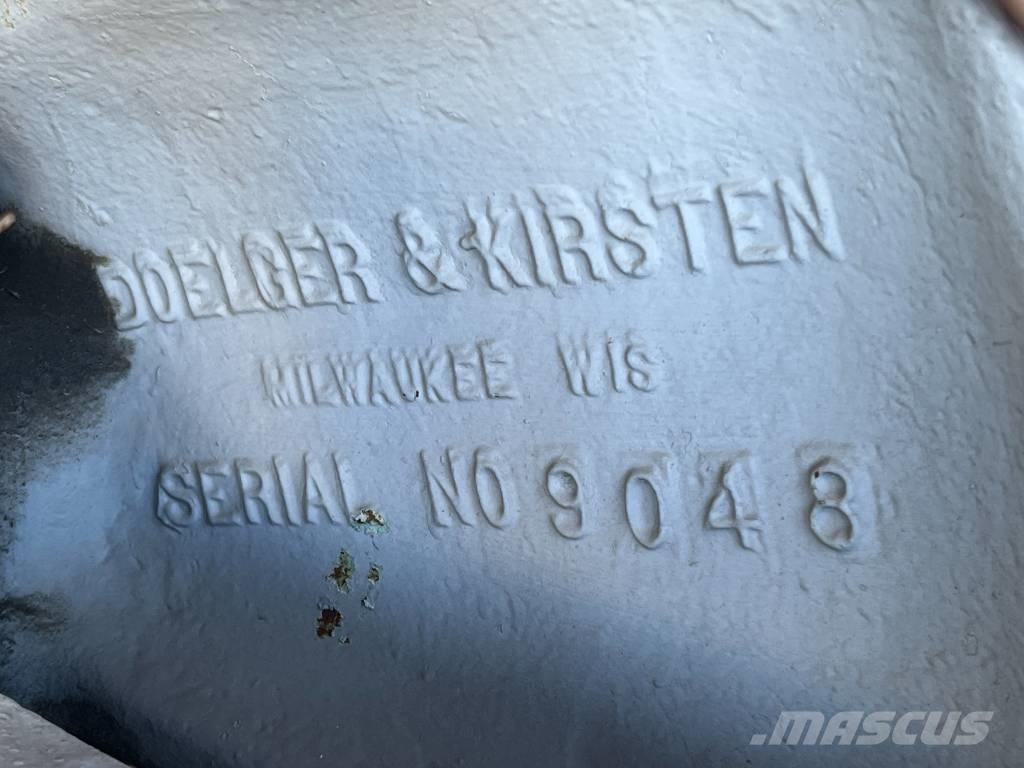 DOELGER & KIRSTEN
MILWAUKEE WIS
SERIAL NO 9048
MASCUS